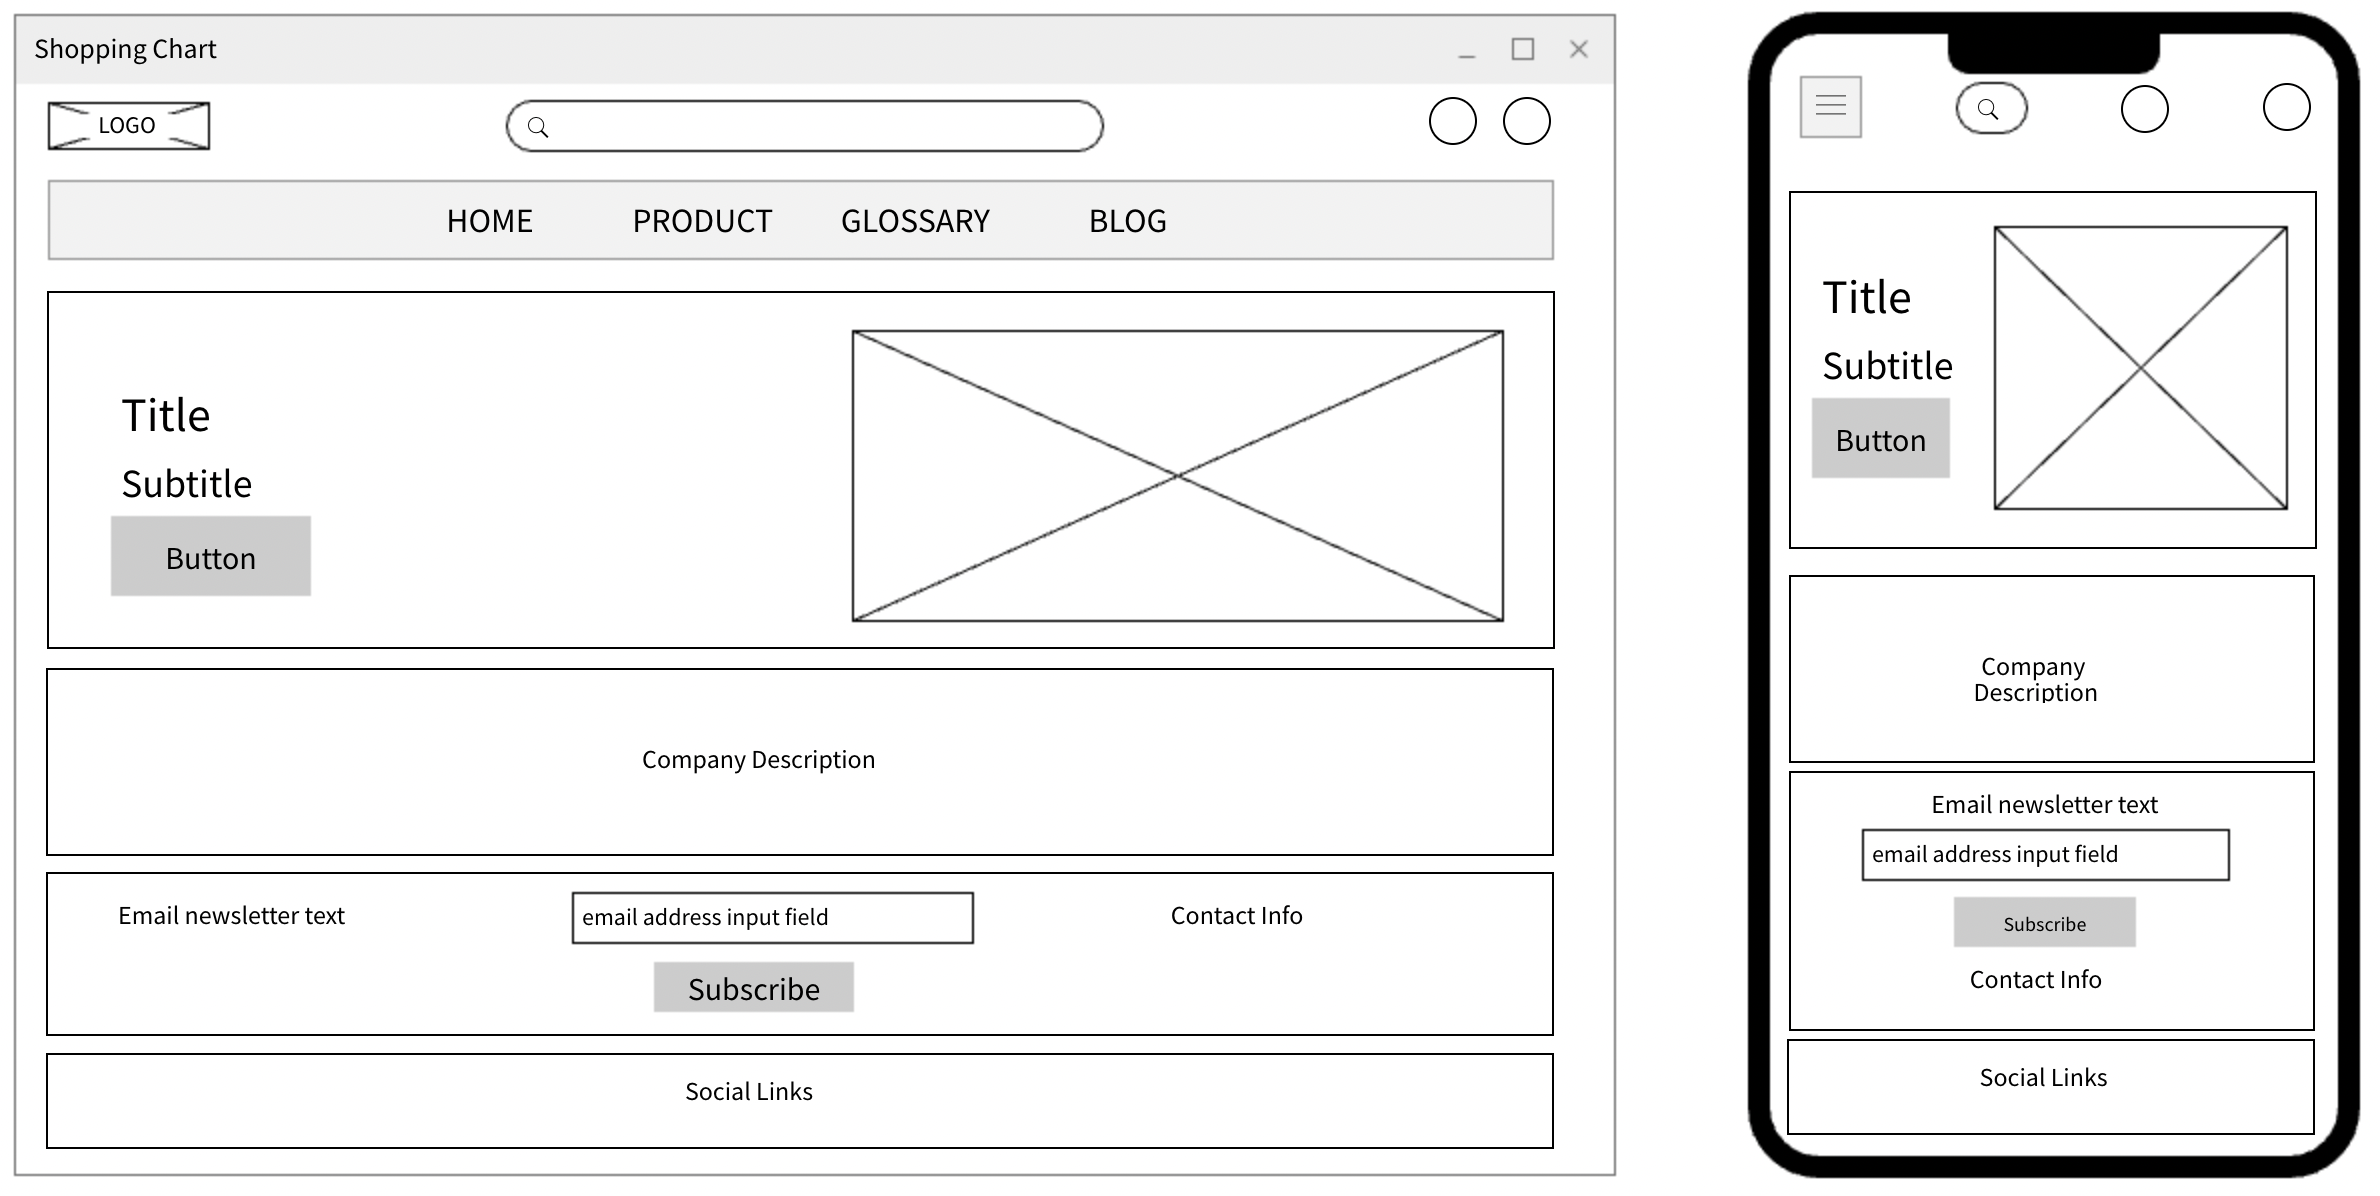 Shopping Chart
LOGO
HOME PRODUCT GLOSSARY BLOG
Title
Subtitle
Button
Company Description
Email newsletter text
email address input field
Subscribe
Contact Info
Social Links
Title
Subtitle
Button
Company
Description
Email newsletter text
email address input field
Subscribe
Contact Info
Social Links